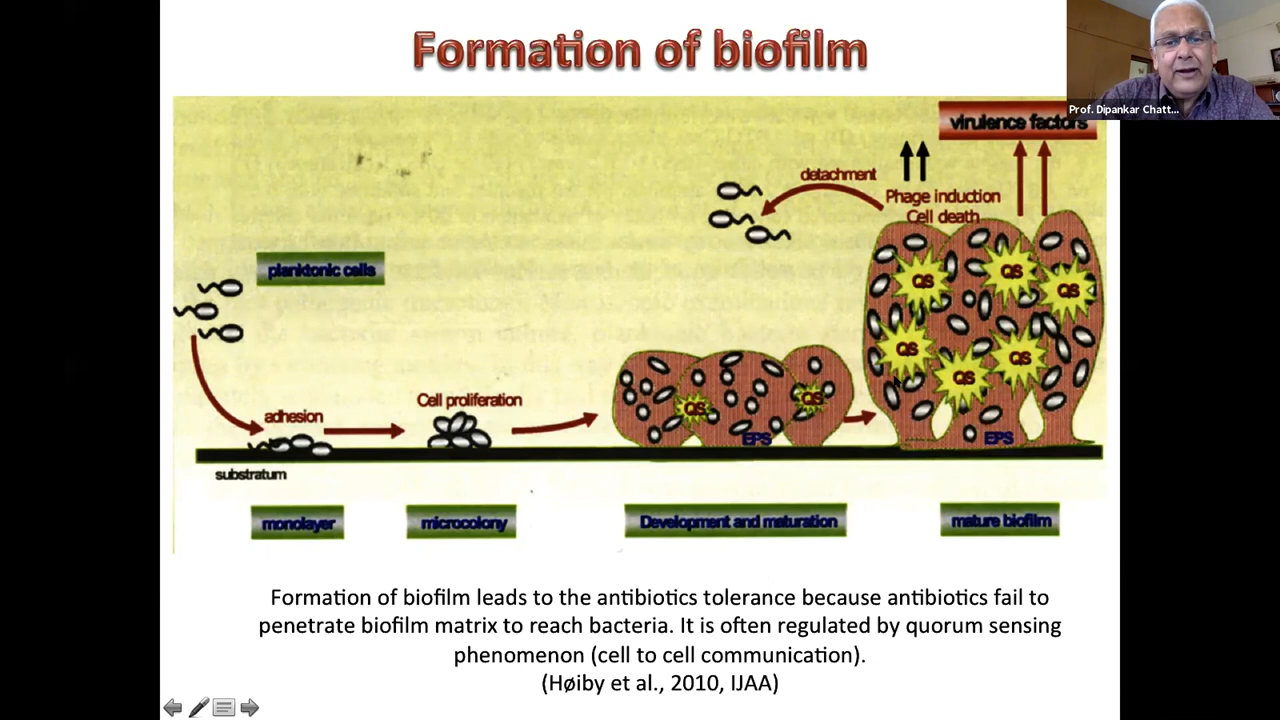 Formation of biofilm
Prof. Dipankar Chatt...
virulence factors
detachment
Phage induction
Cell death
planktonic cells
QS
QS
QS
QS
QS
QS
adhesion
Cell proliferation
QS
QS
EPS
EPS
substratum
monolayer
microcolony
Development and maturation
mature biofilm
Formation of biofilm leads to the antibiotics tolerance because antibiotics fail to
penetrate biofilm matrix to reach bacteria. It is often regulated by quorum sensing
phenomenon (cell to cell communication).
(Høiby et al., 2010, IJAA)